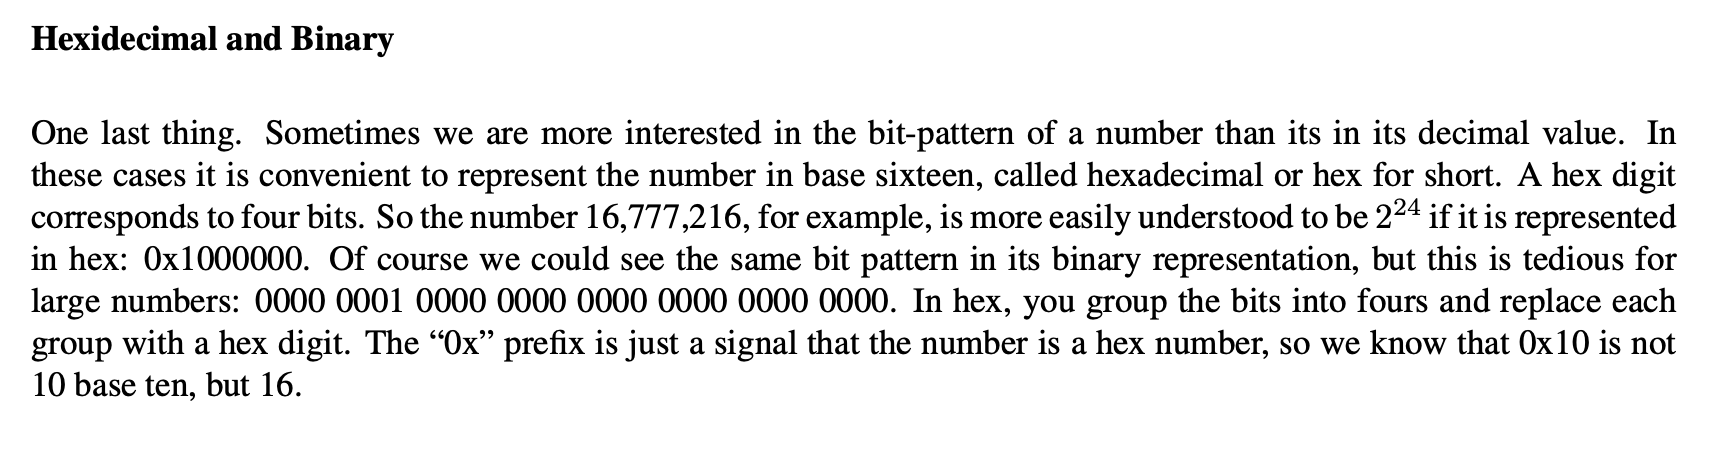 Hexidecimal and Binary
One last thing. Sometimes we are more interested in the bit-pattern of a number than its in its decimal value. In
these cases it is convenient to represent the number in base sixteen, called hexadecimal or hex for short. A hex digit
corresponds to four bits. So the number 16,777,216, for example, is more easily understood to be 2²⁴ if it is represented
in hex: 0x1000000. Of course we could see the same bit pattern in its binary representation, but this is tedious for
large numbers: 0000 0001 0000 0000 0000 0000 0000 0000. In hex, you group the bits into fours and replace each
group with a hex digit. The “0x” prefix is just a signal that the number is a hex number, so we know that 0x10 is not
10 base ten, but 16.